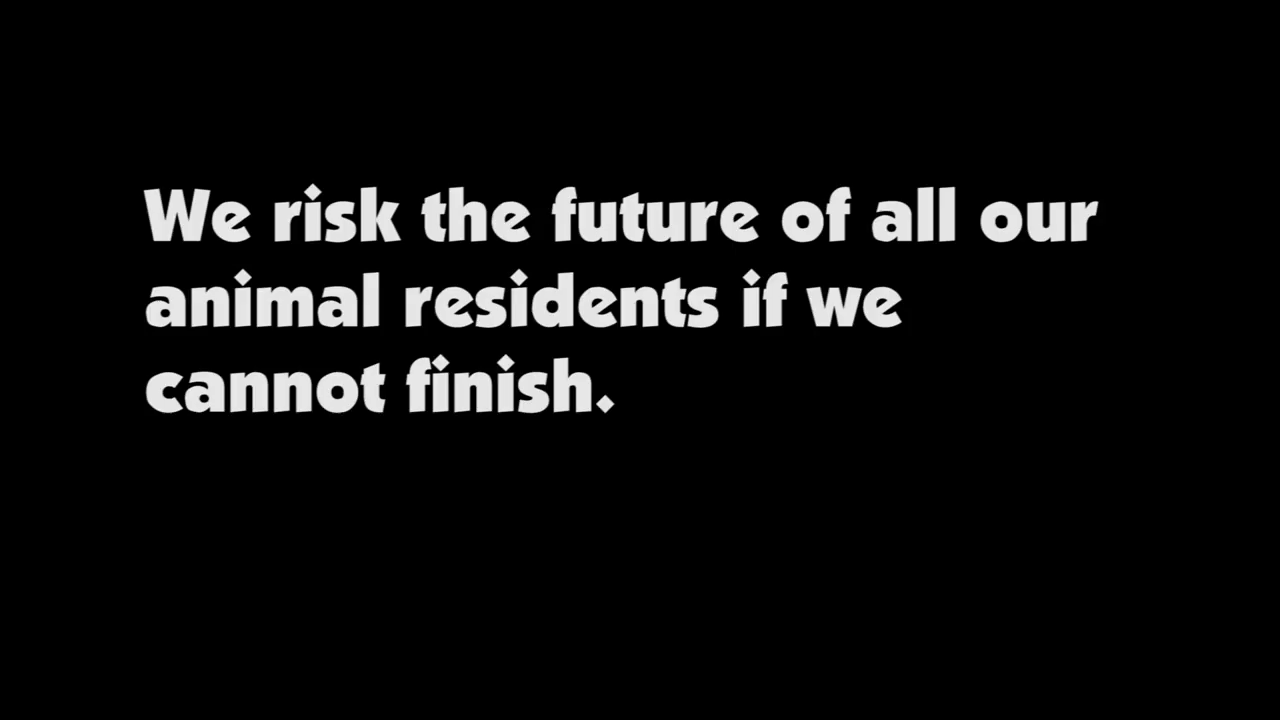 We risk the future of all our
animal residents if we
cannot finish.